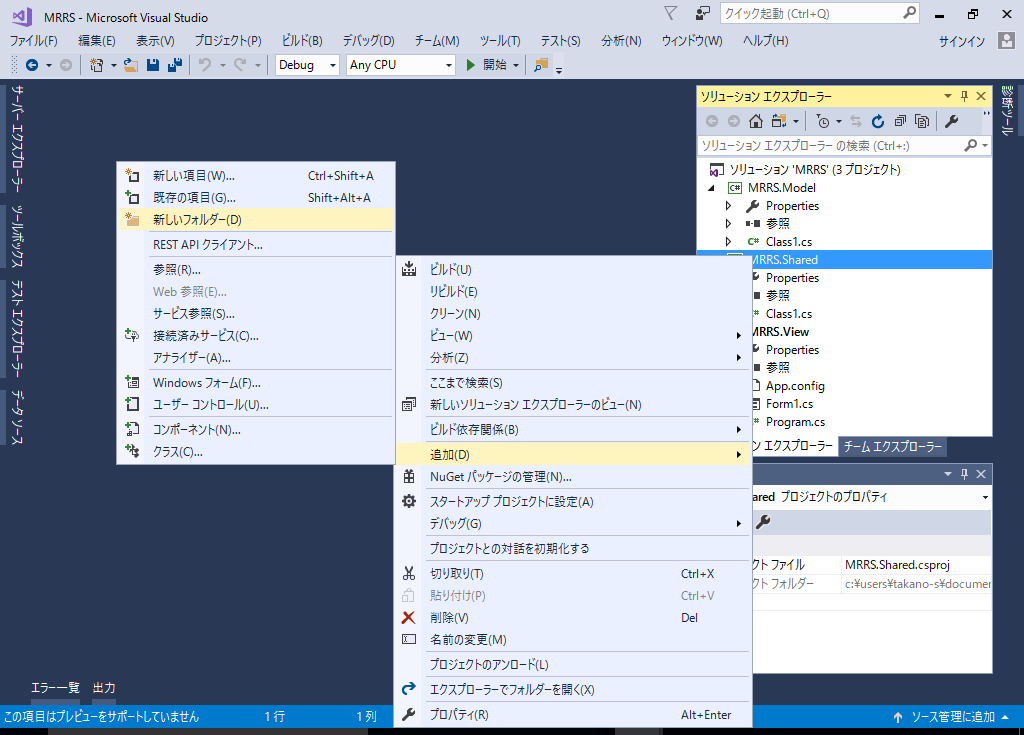 MRRS - Microsoft Visual Studio
クイック起動 (Ctrl+Q)
ファイル(F) 編集(E) 表示(V) プロジェクト(P) ビルド(B) デバッグ(D) チーム(M) ツール(T) テスト(S) 分析(N) ウィンドウ(W) ヘルプ(H) サインイン
Debug Any CPU 開始
サーバー エクスプローラー
ツールボックス
テスト エクスプローラー
データ ソース
新しい項目(W)... Ctrl+Shift+A
既存の項目(G)... Shift+Alt+A
新しいフォルダー(D)
REST API クライアント...
参照(R)...
Web 参照(E)...
サービス参照(S)...
接続済みサービス(C)...
アナライザー(A)...
Windows フォーム(F)...
ユーザー コントロール(U)...
コンポーネント(N)...
クラス(C)...
ビルド(U)
リビルド(E)
クリーン(N)
ビュー(W)
分析(Z)
ここまで検索(S)
新しいソリューション エクスプローラーのビュー(N)
ビルド依存関係(B)
追加(D)
NuGet パッケージの管理(N)...
スタートアップ プロジェクトに設定(A)
デバッグ(G)
プロジェクトとの対話を初期化する
切り取り(T) Ctrl+X
貼り付け(P) Ctrl+V
削除(V) Del
名前の変更(M)
プロジェクトのアンロード(L)
エクスプローラーでフォルダーを開く(X)
プロパティ(R) Alt+Enter
ソリューション エクスプローラー
ソリューション エクスプローラー の検索 (Ctrl+:)
ソリューション 'MRRS' (3 プロジェクト)
C# MRRS.Model
Properties
参照
C# Class1.cs
MRRS.Shared
Properties
参照
Class1.cs
MRRS.View
Properties
参照
App.config
Form1.cs
Program.cs
ン エクスプローラー チーム エクスプローラー
ared プロジェクトのプロパティ
クト ファイル MRRS.Shared.csproj
クト フォルダー c:¥users¥takano-s¥documen
診断ツール
エラー一覧 出力
この項目はプレビューをサポートしていません 1 行 1 列 ソース管理に追加